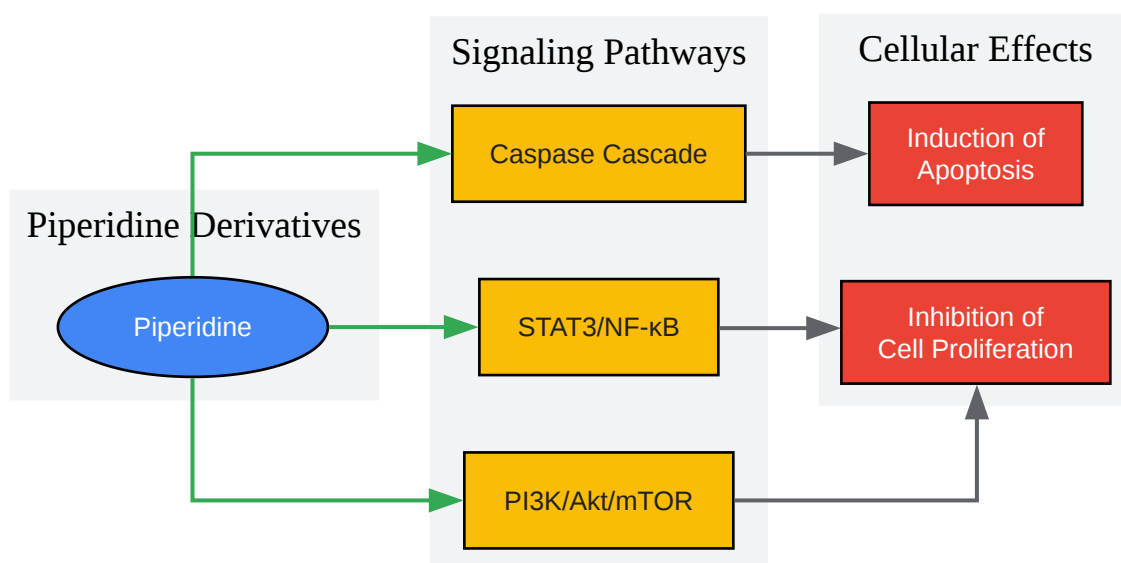 Signaling Pathways
Cellular Effects
Caspase Cascade
Induction of
Apoptosis
Piperidine Derivatives
Piperidine
STAT3/NF-κB
Inhibition of
Cell Proliferation
PI3K/Akt/mTOR